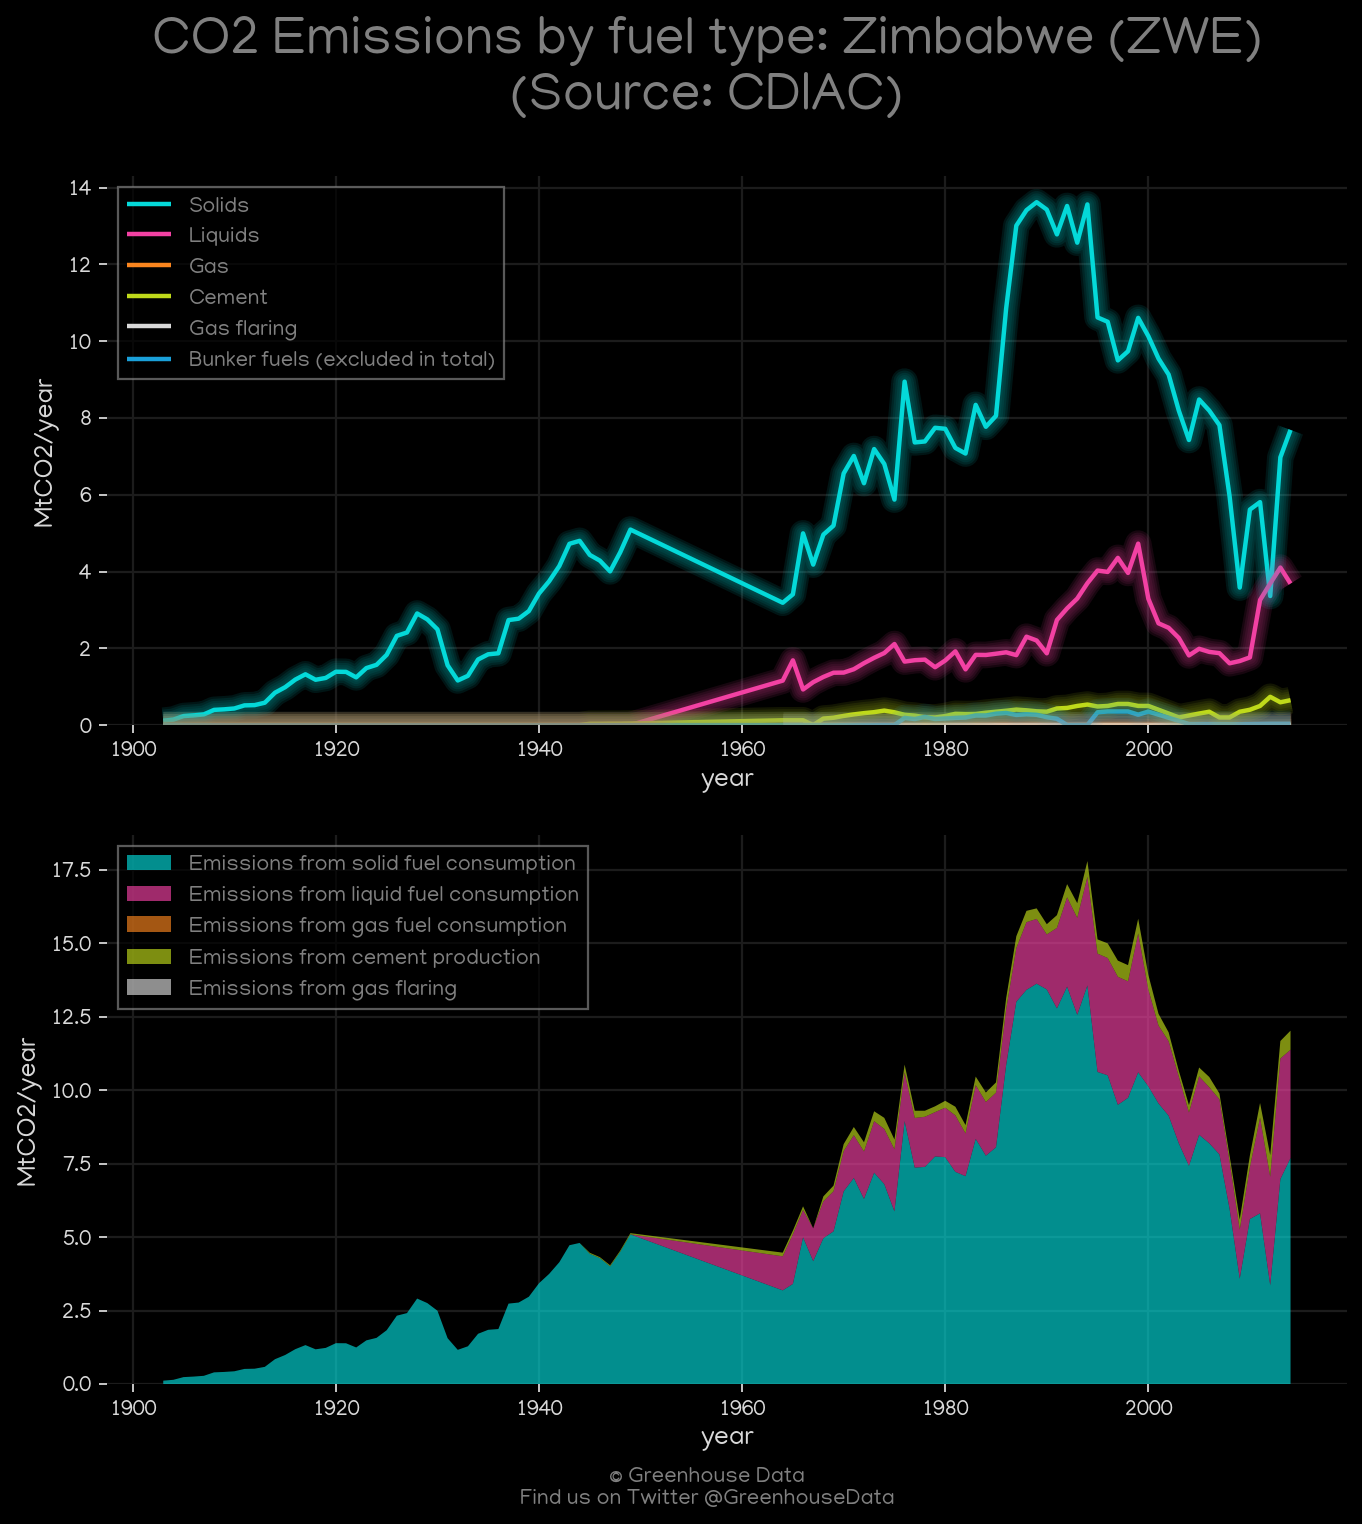 CO2 Emissions by fuel type: Zimbabwe (ZWE)
(Source: CDIAC)
14
12
10
8
6
4
2
0
MtCO2/year
Solids
Liquids
Gas
Cement
Gas flaring
Bunker fuels (excluded in total)
1900 1920 1940 1960 1980 2000
year
17.5
15.0
12.5
10.0
7.5
5.0
2.5
0.0
MtCO2/year
Emissions from solid fuel consumption
Emissions from liquid fuel consumption
Emissions from gas fuel consumption
Emissions from cement production
Emissions from gas flaring
1900 1920 1940 1960 1980 2000
year
© Greenhouse Data
Find us on Twitter @GreenhouseData